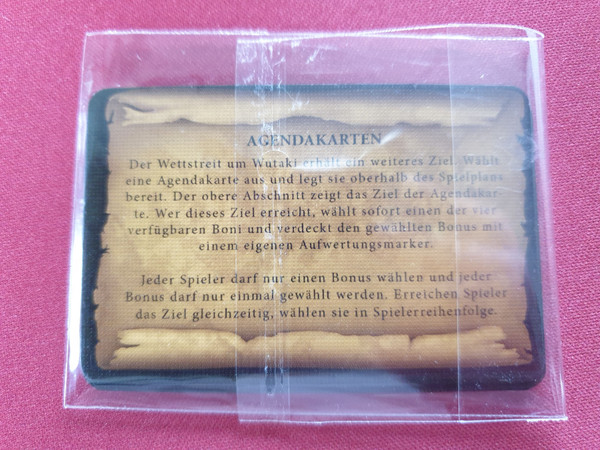 AGENDAKARTEN
Der Wettstreit um Wutaki erhält ein weiteres Ziel. Wählt
eine Agendakarte aus und legt sie oberhalb des Spielplans
bereit. Der obere Abschnitt zeigt das Ziel der Agendakar-
te. Wer dieses Ziel erreicht, wählt sofort einen der vier
verfügbaren Boni und verdeckt den gewählten Bonus mit
einem eigenen Aufwertungsmarker.
Jeder Spieler darf nur einen Bonus wählen und jeder
Bonus darf nur einmal gewählt werden. Erreichen Spieler
das Ziel gleichzeitig, wählen sie in Spielerreihenfolge.